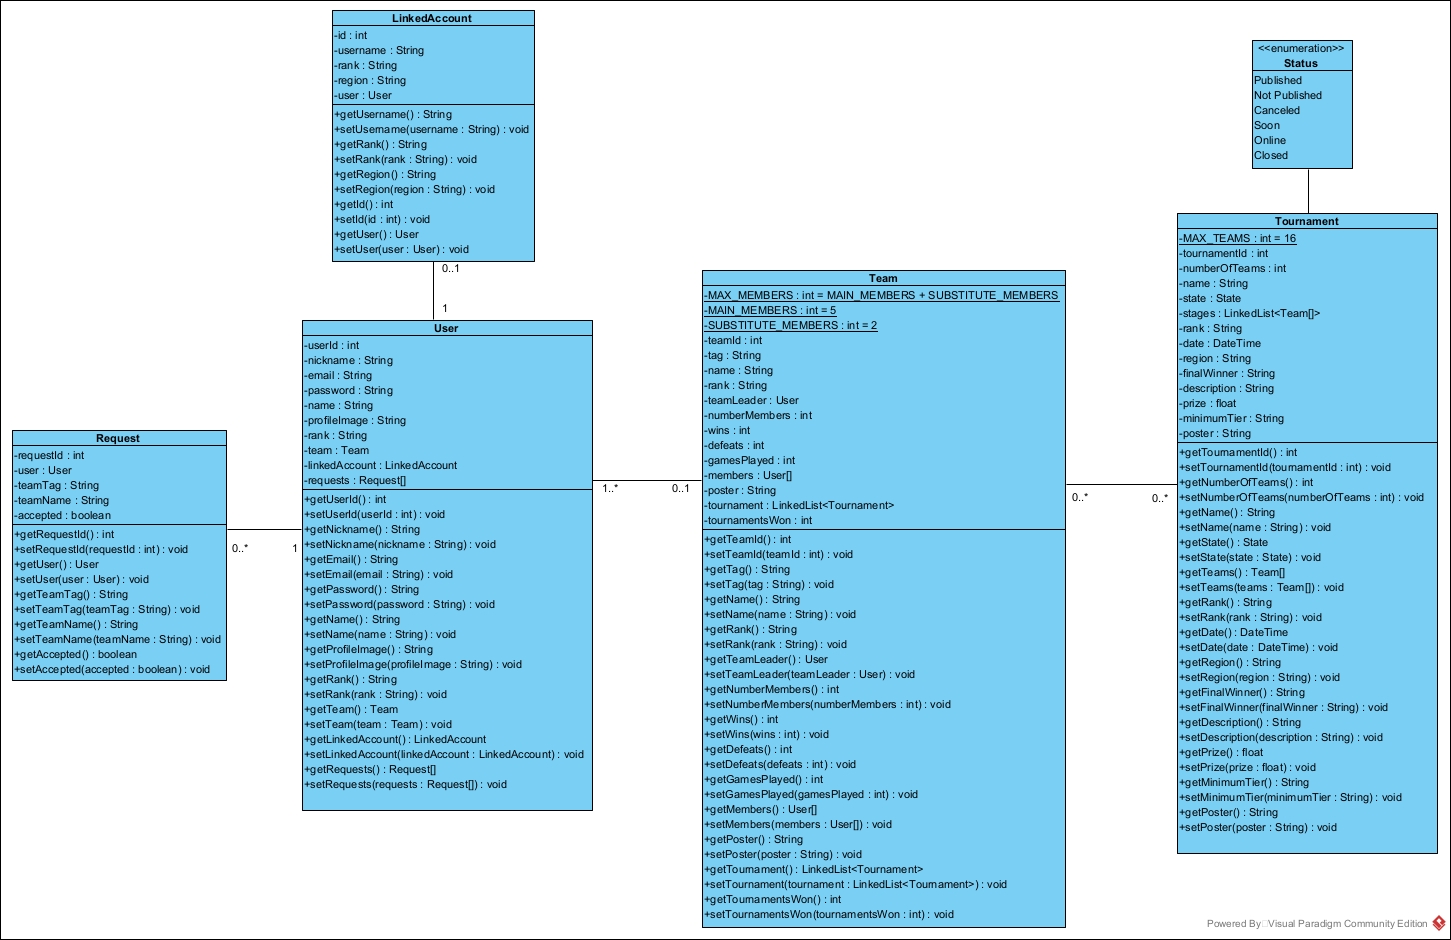 LinkedAccount
-id : int
-username : String
-rank : String
-region : String
-user : User
+getUsername() : String
+setUsername(username : String) : void
+getRank() : String
+setRank(rank : String) : void
+getRegion() : String
+setRegion(region : String) : void
+getId() : int
+setId(id : int) : void
+getUser() : User
+setUser(user : User) : void
0..1
1
User
-userId : int
-nickname : String
-email : String
-password : String
-name : String
-profileImage : String
-rank : String
-team : Team
-linkedAccount : LinkedAccount
-requests : Request[]
+getUserId() : int
+setUserId(userId : int) : void
+getNickname() : String
+setNickname(nickname : String) : void
+getEmail() : String
+setEmail(email : String) : void
+getPassword() : String
+setPassword(password : String) : void
+getName() : String
+setName(name : String) : void
+getProfileImage() : String
+setProfileImage(profileImage : String) : void
+getRank() : String
+setRank(rank : String) : void
+getTeam() : Team
+setTeam(team : Team) : void
+getLinkedAccount() : LinkedAccount
+setLinkedAccount(linkedAccount : LinkedAccount) : void
+getRequests() : Request[]
+setRequests(requests : Request[]) : void
Request
-requestId : int
-user : User
-teamTag : String
-teamName : String
-accepted : boolean
+getRequestId() : int
+setRequestId(requestId : int) : void
+getUser() : User
+setUser(user : User) : void
+getTeamTag() : String
+setTeamTag(teamTag : String) : void
+getTeamName() : String
+setTeamName(teamName : String) : void
+getAccepted() : boolean
+setAccepted(accepted : boolean) : void
0..*
1
1..*
0..1
Team
-MAX_MEMBERS : int = MAIN_MEMBERS + SUBSTITUTE_MEMBERS
-MAIN_MEMBERS : int = 5
-SUBSTITUTE_MEMBERS : int = 2
-teamId : int
-tag : String
-name : String
-rank : String
-teamLeader : User
-numberMembers : int
-wins : int
-defeats : int
-gamesPlayed : int
-members : User[]
-poster : String
-tournament : LinkedList<Tournament>
-tournamentsWon : int
+getTeamId() : int
+setTeamId(teamId : int) : void
+getTag() : String
+setTag(tag : String) : void
+getName() : String
+setName(name : String) : void
+getRank() : String
+setRank(rank : String) : void
+getTeamLeader() : User
+setTeamLeader(teamLeader : User) : void
+getNumberMembers() : int
+setNumberMembers(numberMembers : int) : void
+getWins() : int
+setWins(wins : int) : void
+getDefeats() : int
+setDefeats(defeats : int) : void
+getGamesPlayed() : int
+setGamesPlayed(gamesPlayed : int) : void
+getMembers() : User[]
+setMembers(members : User[]) : void
+getPoster() : String
+setPoster(poster : String) : void
+getTournament() : LinkedList<Tournament>
+setTournament(tournament : LinkedList<Tournament>) : void
+getTournamentsWon() : int
+setTournamentsWon(tournamentsWon : int) : void
0..*
0..*
<<enumeration>>
Status
Published
Not Published
Canceled
Soon
Online
Closed
Tournament
-MAX_TEAMS : int = 16
-tournamentId : int
-numberOfTeams : int
-name : String
-state : State
-stages : LinkedList<Team[]>
-rank : String
-date : DateTime
-region : String
-finalWinner : String
-description : String
-prize : float
-minimumTier : String
-poster : String
+getTournamentId() : int
+setTournamentId(tournamentId : int) : void
+getNumberOfTeams() : int
+setNumberOfTeams(numberOfTeams : int) : void
+getName() : String
+setName(name : String) : void
+getState() : State
+setState(state : State) : void
+getTeams() : Team[]
+setTeams(teams : Team[]) : void
+getRank() : String
+setRank(rank : String) : void
+getDate() : DateTime
+setDate(date : DateTime) : void
+getRegion() : String
+setRegion(region : String) : void
+getFinalWinner() : String
+setFinalWinner(finalWinner : String) : void
+getDescription() : String
+setDescription(description : String) : void
+getPrize() : float
+setPrize(prize : float) : void
+getMinimumTier() : String
+setMinimumTier(minimumTier : String) : void
+getPoster() : String
+setPoster(poster : String) : void
Powered By Visual Paradigm Community Edition